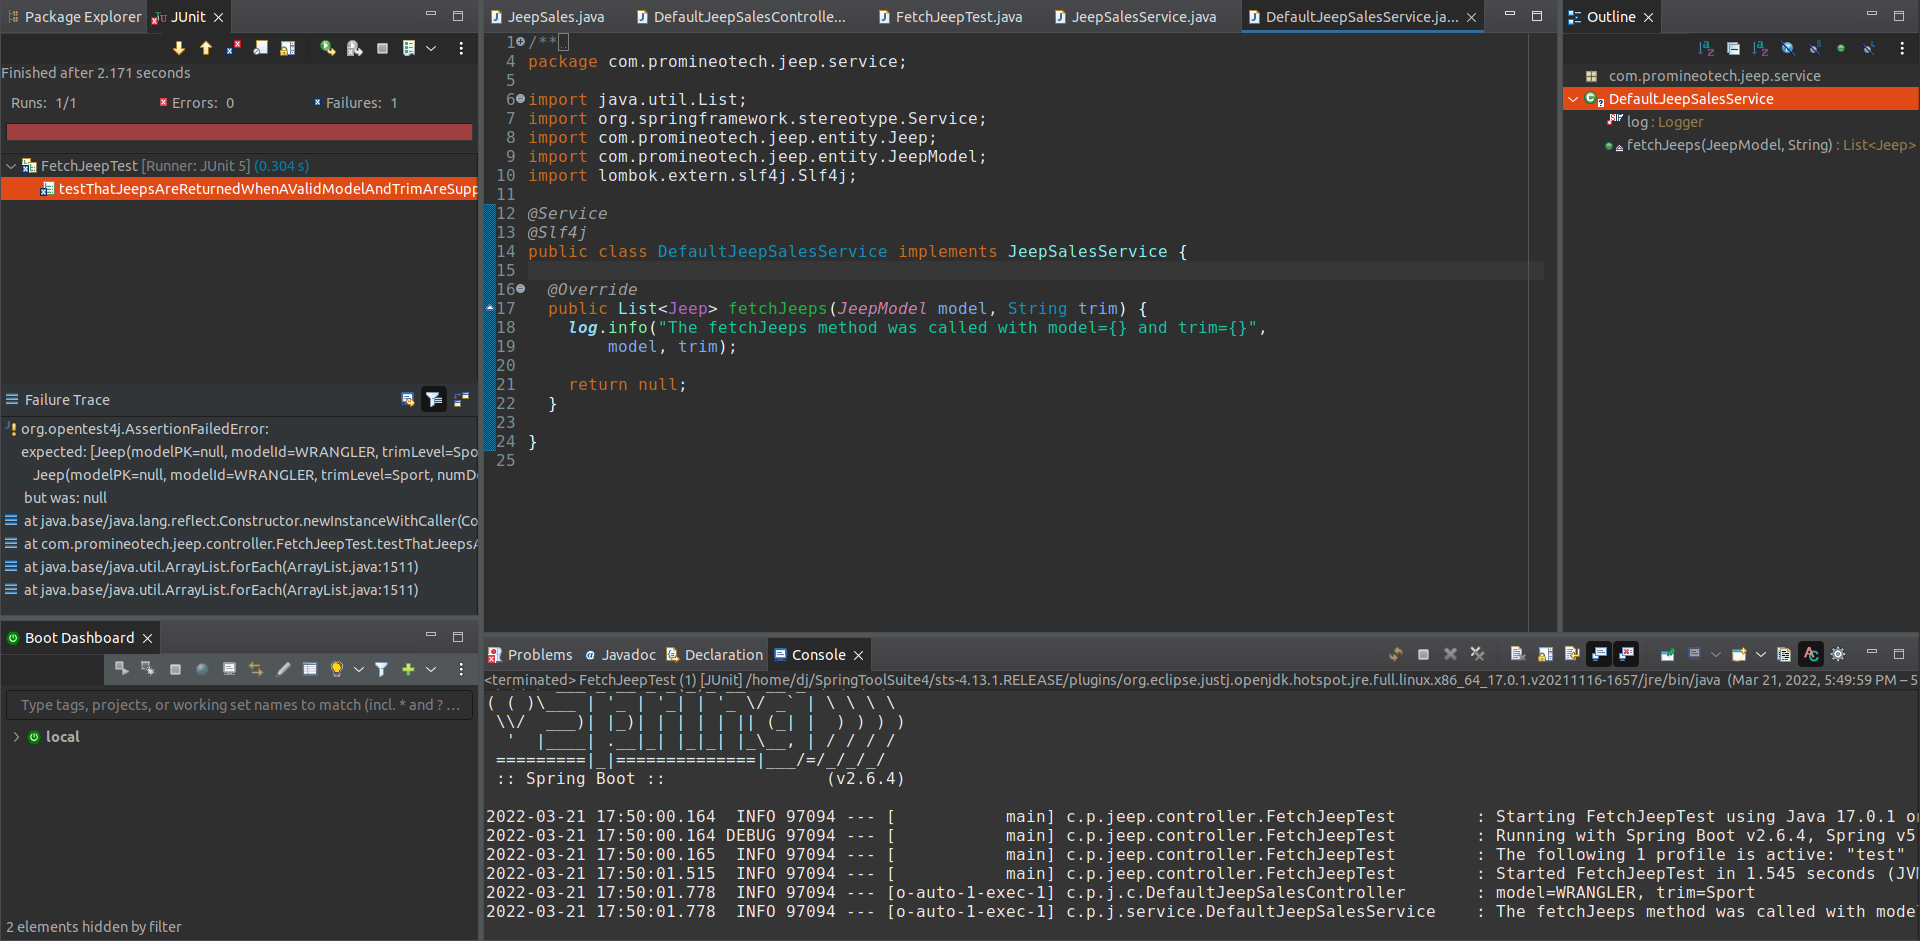 Package Explorer
JUnit
Finished after 2.171 seconds
Runs: 1/1
Errors: 0
Failures: 1
FetchJeepTest [Runner: JUnit 5] (0.304 s)
testThatJeepsAreReturnedWhenAValidModelAndTrimAreSupp
Failure Trace
org.opentest4j.AssertionFailedError:
expected: [Jeep(modelPK=null, modelId=WRANGLER, trimLevel=Spo
Jeep(modelPK=null, modelId=WRANGLER, trimLevel=Sport, numD
but was: null
at java.base/java.lang.reflect.Constructor.newInstanceWithCaller(Co
at com.promineotech.jeep.controller.FetchJeepTest.testThatJeepsA
at java.base/java.util.ArrayList.forEach(ArrayList.java:1511)
at java.base/java.util.ArrayList.forEach(ArrayList.java:1511)
Boot Dashboard
Type tags, projects, or working set names to match (incl. * and ? ...
local
2 elements hidden by filter
JeepSales.java
DefaultJeepSalesControlle...
FetchJeepTest.java
JeepSalesService.java
DefaultJeepSalesService.ja...
1 /**
4 package com.promineotech.jeep.service;
5
6 import java.util.List;
7 import org.springframework.stereotype.Service;
8 import com.promineotech.jeep.entity.Jeep;
9 import com.promineotech.jeep.entity.JeepModel;
10 import lombok.extern.slf4j.Slf4j;
11
12 @Service
13 @Slf4j
14 public class DefaultJeepSalesService implements JeepSalesService {
15
16   @Override
17   public List<Jeep> fetchJeeps(JeepModel model, String trim) {
18     log.info("The fetchJeeps method was called with model={} and trim={}",
19         model, trim);
20
21     return null;
22   }
23
24 }
25
Outline
com.promineotech.jeep.service
DefaultJeepSalesService
log : Logger
fetchJeeps(JeepModel, String) : List<Jeep>
Problems
Javadoc
Declaration
Console
<terminated> FetchJeepTest (1) [JUnit] /home/dj/SpringToolSuite4/sts-4.13.1.RELEASE/plugins/org.eclipse.justj.openjdk.hotspot.jre.full.linux.x86_64_17.0.1.v20211116-1657/jre/bin/java (Mar 21, 2022, 5:49:59 PM – 5
( ( )\___ | '_ | '_| | '_ \/ _` | \ \ \ \
 \\/  ___)| |_)| | | | | || (_| |  ) ) ) )
  '  |____| .__|_| |_|_| |_\__, | / / / /
 =========|_|==============|___/=/_/_/_/
 :: Spring Boot ::                (v2.6.4)
2022-03-21 17:50:00.164  INFO 97094 --- [           main] c.p.jeep.controller.FetchJeepTest        : Starting FetchJeepTest using Java 17.0.1 o
2022-03-21 17:50:00.164 DEBUG 97094 --- [           main] c.p.jeep.controller.FetchJeepTest        : Running with Spring Boot v2.6.4, Spring v5
2022-03-21 17:50:00.165  INFO 97094 --- [           main] c.p.jeep.controller.FetchJeepTest        : The following 1 profile is active: "test"
2022-03-21 17:50:01.515  INFO 97094 --- [           main] c.p.jeep.controller.FetchJeepTest        : Started FetchJeepTest in 1.545 seconds (JV
2022-03-21 17:50:01.778  INFO 97094 --- [o-auto-1-exec-1] c.p.j.c.DefaultJeepSalesController       : model=WRANGLER, trim=Sport
2022-03-21 17:50:01.778  INFO 97094 --- [o-auto-1-exec-1] c.p.j.service.DefaultJeepSalesService    : The fetchJeeps method was called with mode